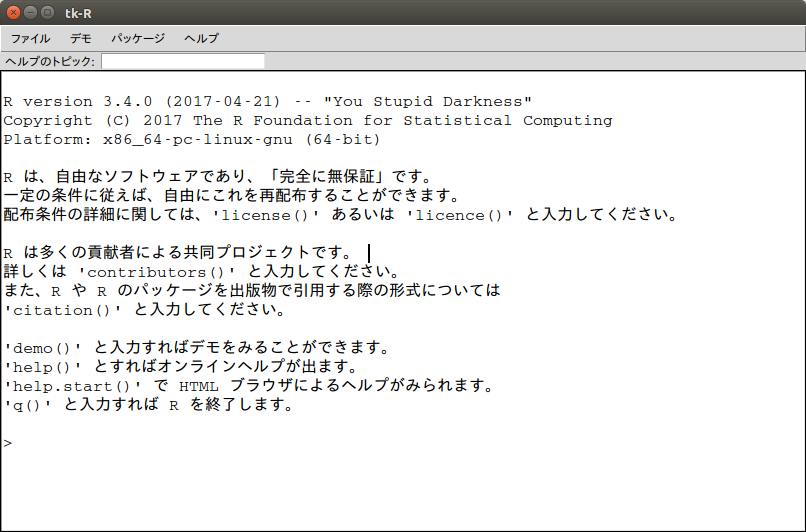 tk-R
ファイル デモ パッケージ ヘルプ
ヘルプのトピック:
R version 3.4.0 (2017-04-21) -- "You Stupid Darkness"
Copyright (C) 2017 The R Foundation for Statistical Computing
Platform: x86_64-pc-linux-gnu (64-bit)
R は、自由なソフトウェアであり、「完全に無保証」です。
一定の条件に従えば、自由にこれを再配布することができます。
配布条件の詳細に関しては、'license()' あるいは 'licence()' と入力してください。
R は多くの貢献者による共同プロジェクトです。
詳しくは 'contributors()' と入力してください。
また、R や R のパッケージを出版物で引用する際の形式については
'citation()' と入力してください。
'demo()' と入力すればデモをみることができます。
'help()' とすればオンラインヘルプが出ます。
'help.start()' で HTML ブラウザによるヘルプがみられます。
'q()' と入力すれば R を終了します。
>